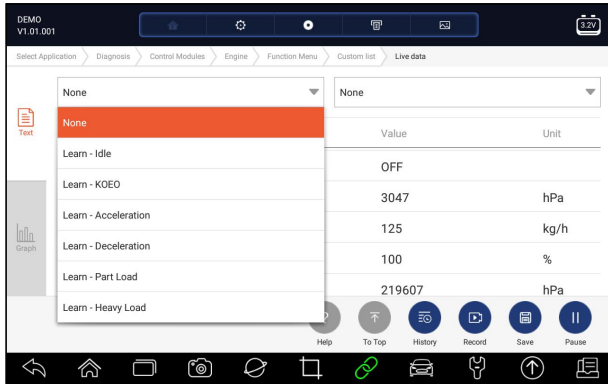 DEMO
V1.01.001
3.2V
Select Application
Diagnosis
Control Modules
Engine
Function Menu
Custom list
Live data
None
None
Text
None
Value
Unit
Learn - Idle
OFF
Learn - KOEO
3047
hPa
Learn - Acceleration
125
kg/h
Graph
Learn - Deceleration
100
%
Learn - Part Load
219607
hPa
Learn - Heavy Load
Help
To Top
History
Record
Save
Pause